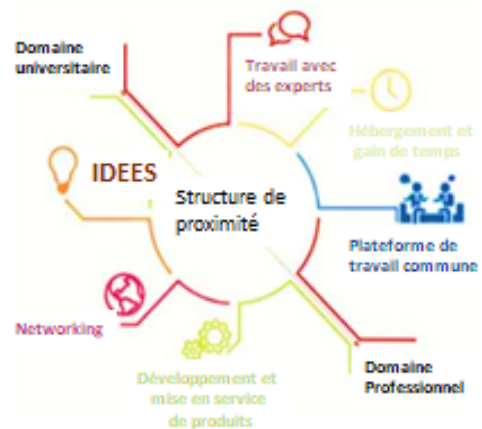 Domaine
universitaire
Travail avec
des experts
Hébergement et
gain de temps
IDEES
Structure de
proximité
Plateforme de
travail commune
Networking
Développement et
mise en service
de produits
Domaine
Professionnel